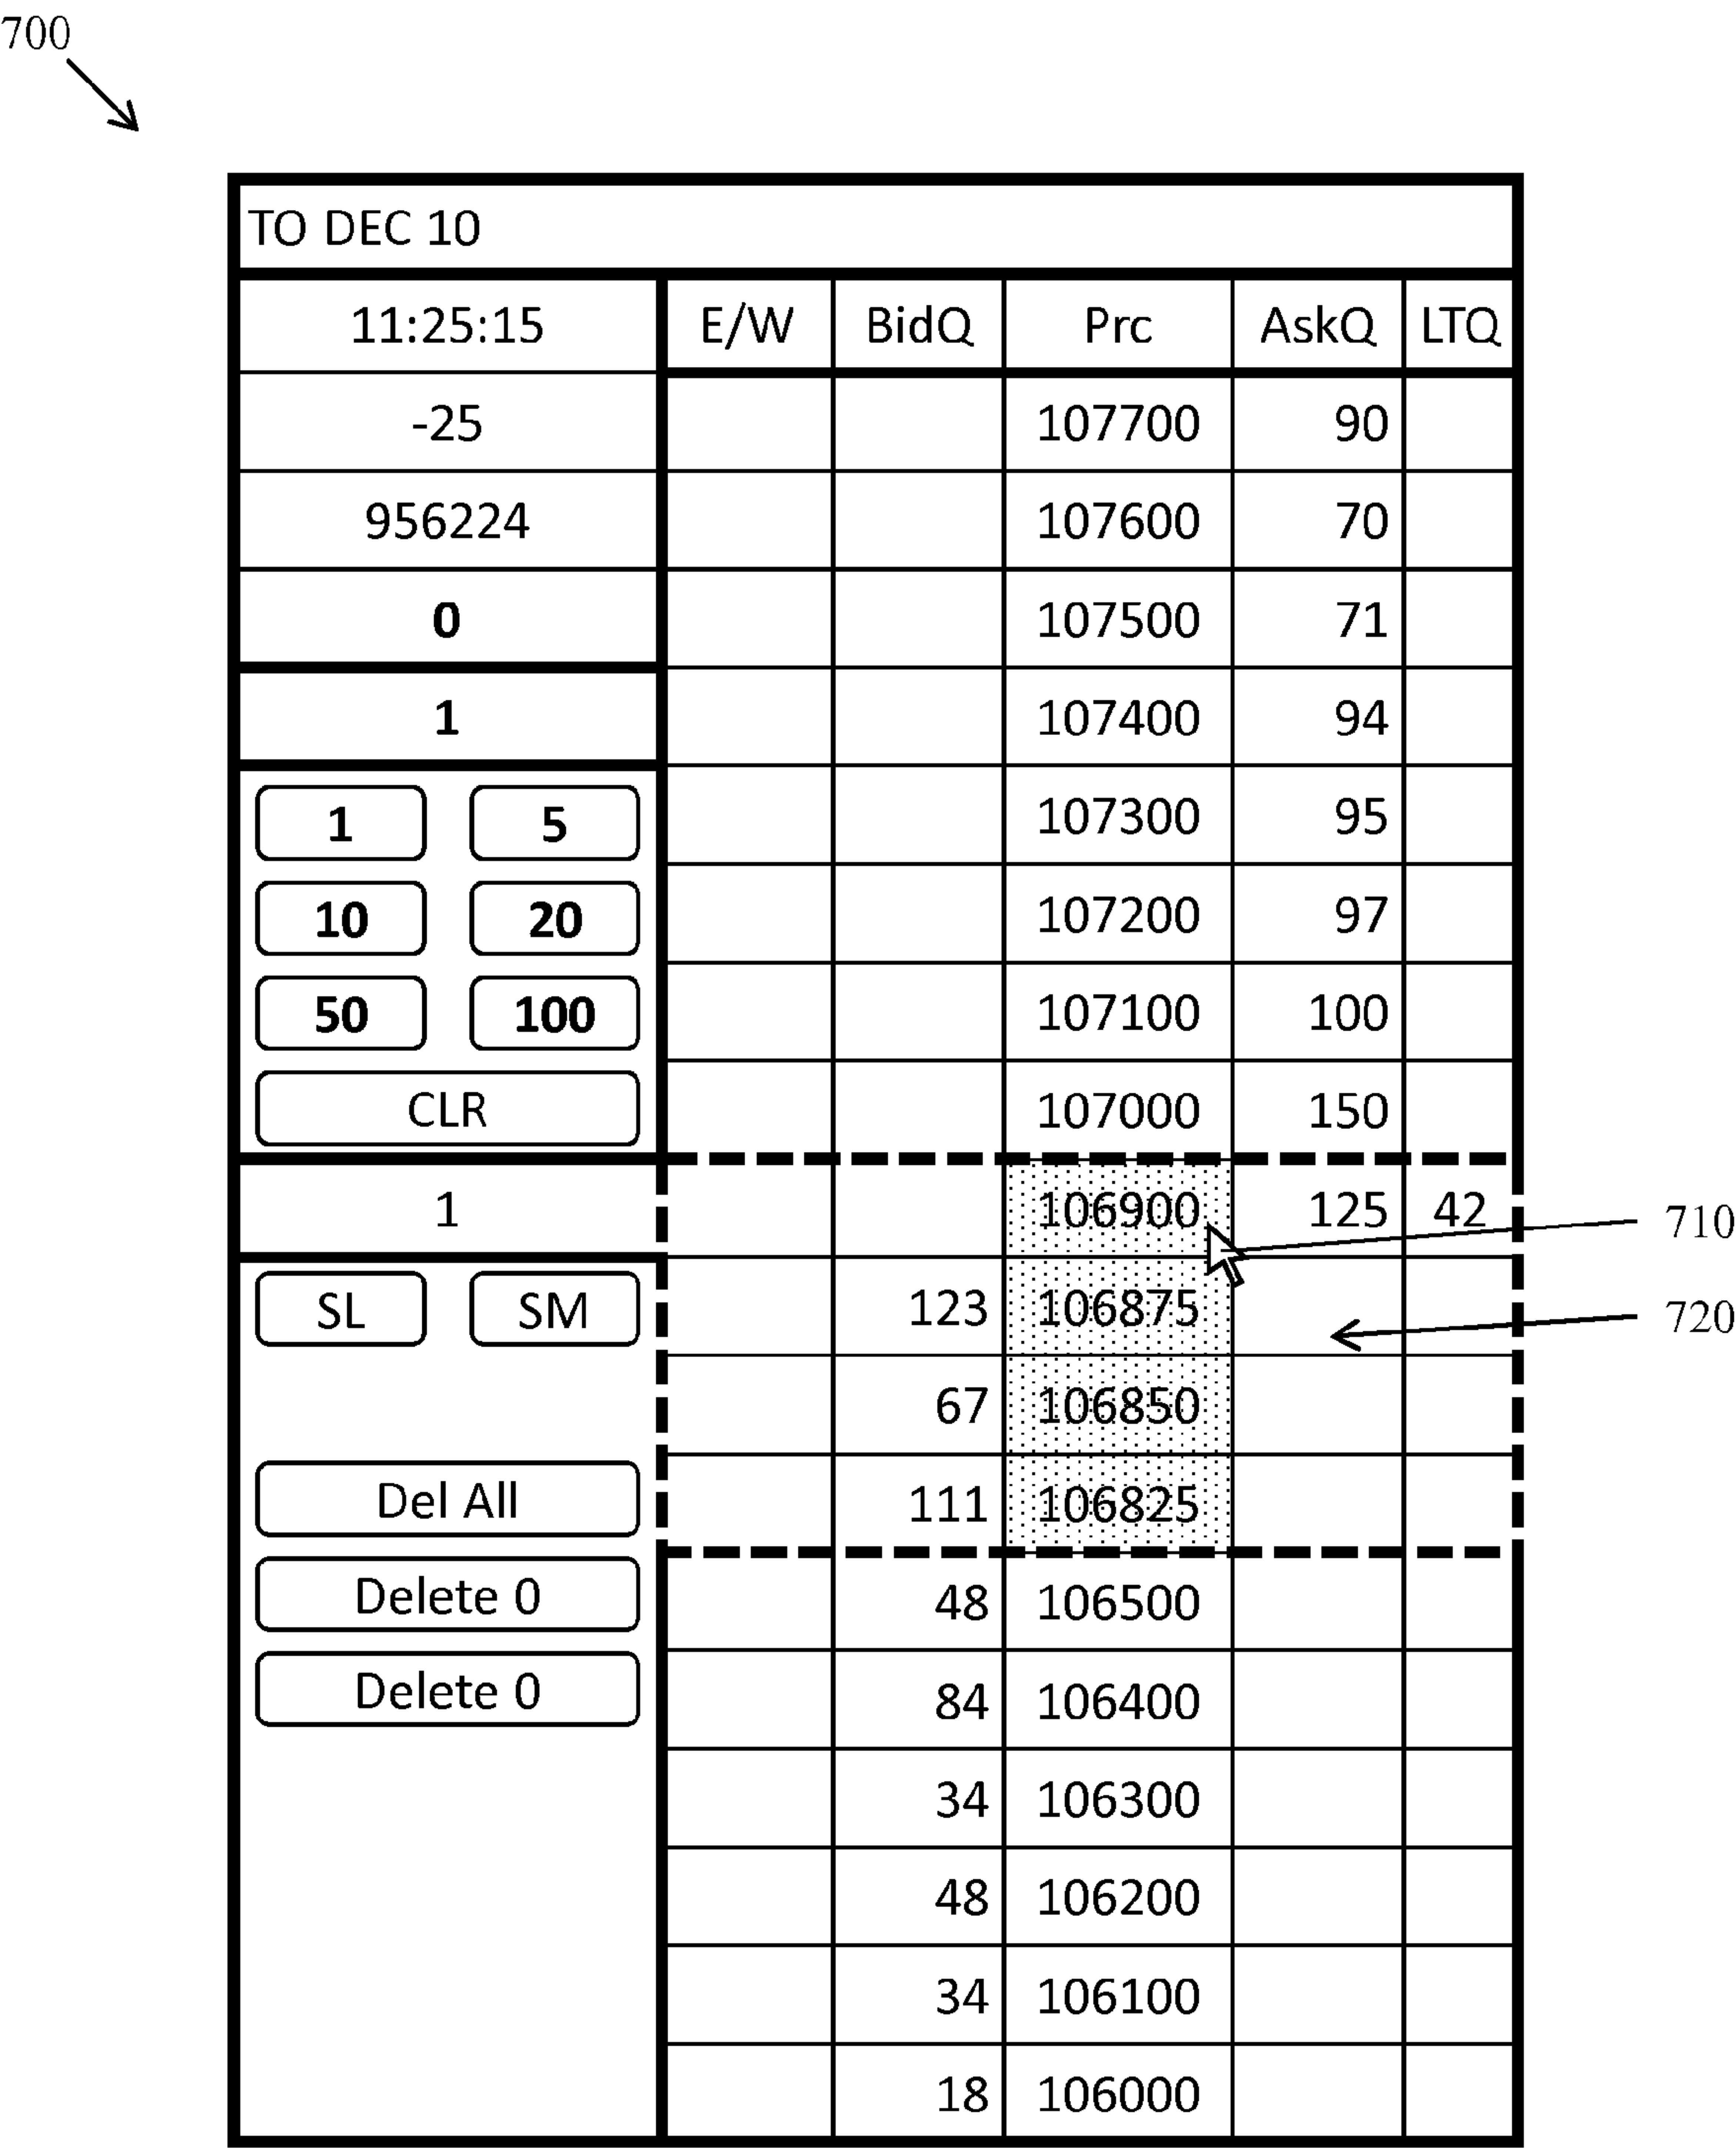 700
TO DEC 10
11:25:15 E/W BidQ Prc AskQ LTQ
-25 107700 90
956224 107600 70
0 107500 71
1 107400 94
1 5 107300 95
10 20 107200 97
50 100 107100 100
CLR 107000 150
1 106900 125 42 710
SL SM 123 106875 720
67 106850
Del All 111 106825
Delete 0 48 106500
Delete 0 84 106400
34 106300
48 106200
34 106100
18 106000